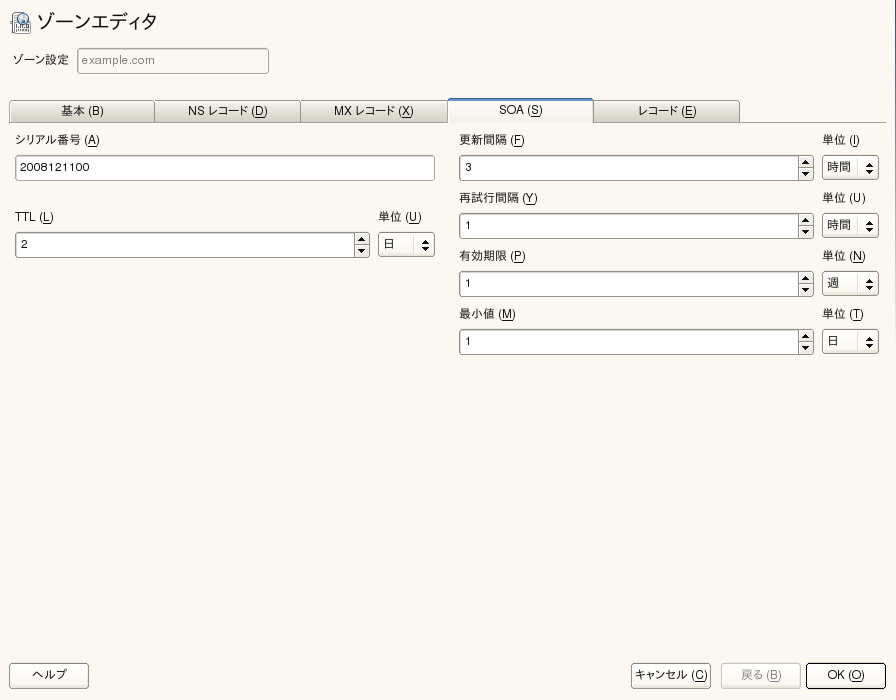 ゾーンエディタ
ゾーン設定 example.com
基本 (B) NS レコード (D) MX レコード (X) SOA (S) レコード (E)
シリアル番号 (A)
2008121100
TTL (L) 単位 (U)
2 日
更新間隔 (F) 単位 (I)
3 時間
再試行間隔 (Y) 単位 (U)
1 時間
有効期限 (P) 単位 (N)
1 週
最小値 (M) 単位 (T)
1 日
ヘルプ キャンセル (C) 戻る (B) OK (O)